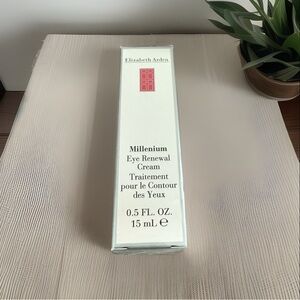 Elizabeth Arden
Millenium
Eye Renewal
Cream
Traitement
pour le Contour
des Yeux
0.5 FL. OZ.
15 mL ℮